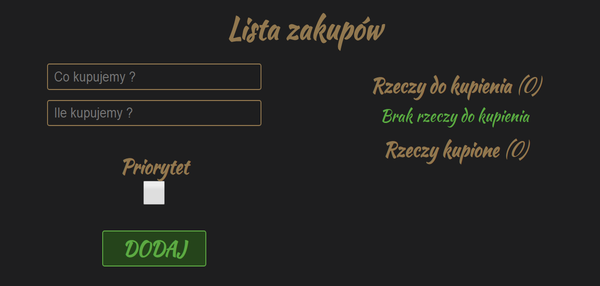 Lista zakupów
Co kupujemy ?
Ile kupujemy ?
Priorytet
DODAJ
Rzeczy do kupienia (0)
Brak rzeczy do kupienia
Rzeczy kupione (0)